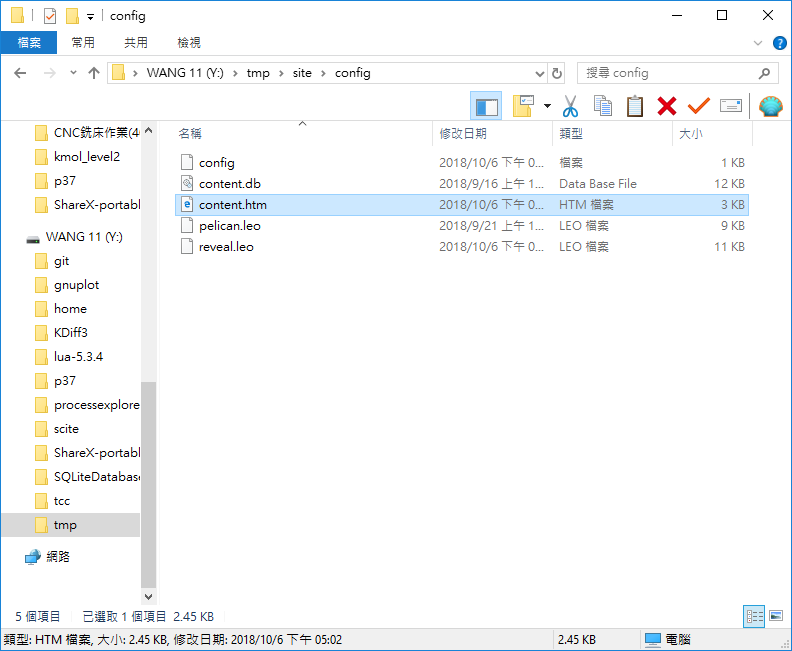 config
檔案 常用 共用 檢視
WANG 11 (Y:) tmp site config
搜尋 config
CNC銑床作業(4
kmol_level2
p37
ShareX-portabl
WANG 11 (Y:)
git
gnuplot
home
KDiff3
lua-5.3.4
p37
processexplore
scite
ShareX-portabl
SQLiteDatabase
tcc
tmp
網路
名稱 修改日期 類型 大小
config 2018/10/6 下午 0... 檔案 1 KB
content.db 2018/9/16 上午 1... Data Base File 12 KB
content.htm 2018/10/6 下午 0... HTM 檔案 3 KB
pelican.leo 2018/9/21 上午 1... LEO 檔案 9 KB
reveal.leo 2018/10/6 下午 0... LEO 檔案 11 KB
5 個項目 已選取 1 個項目 2.45 KB
類型: HTM 檔案, 大小: 2.45 KB, 修改日期: 2018/10/6 下午 05:02 2.45 KB 電腦